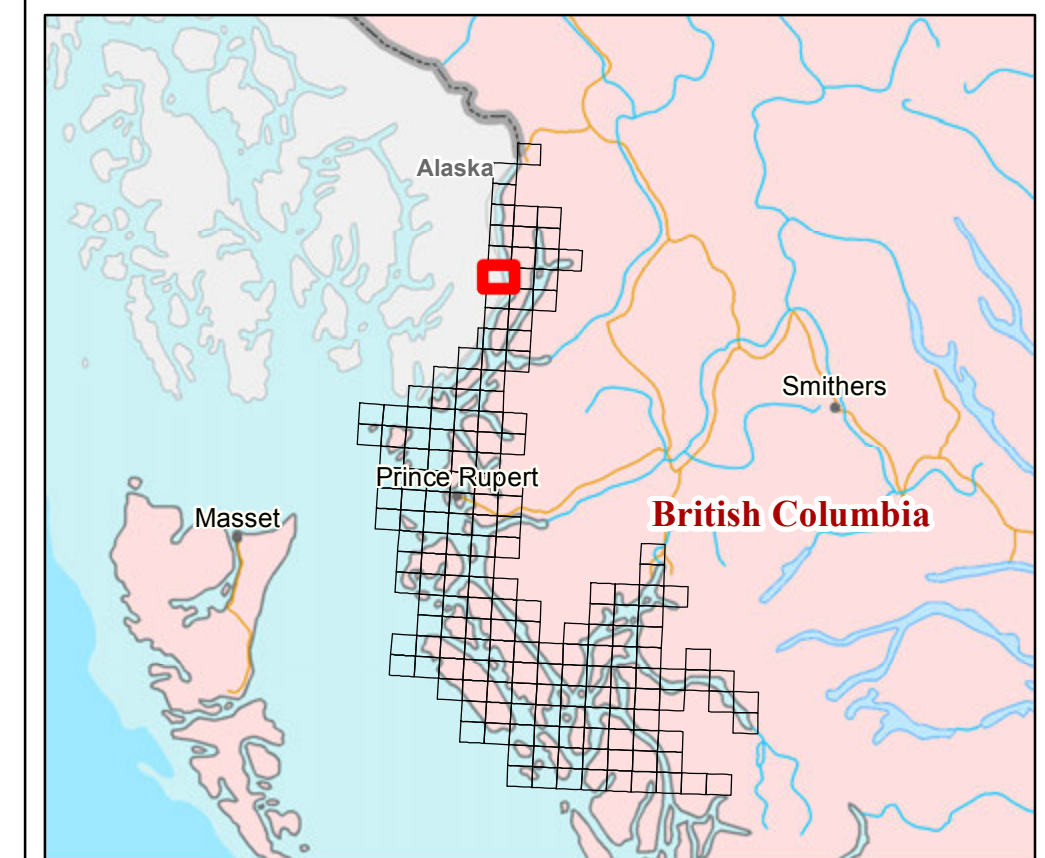 Alaska
Smithers
Prince Rupert
Masset
British Columbia